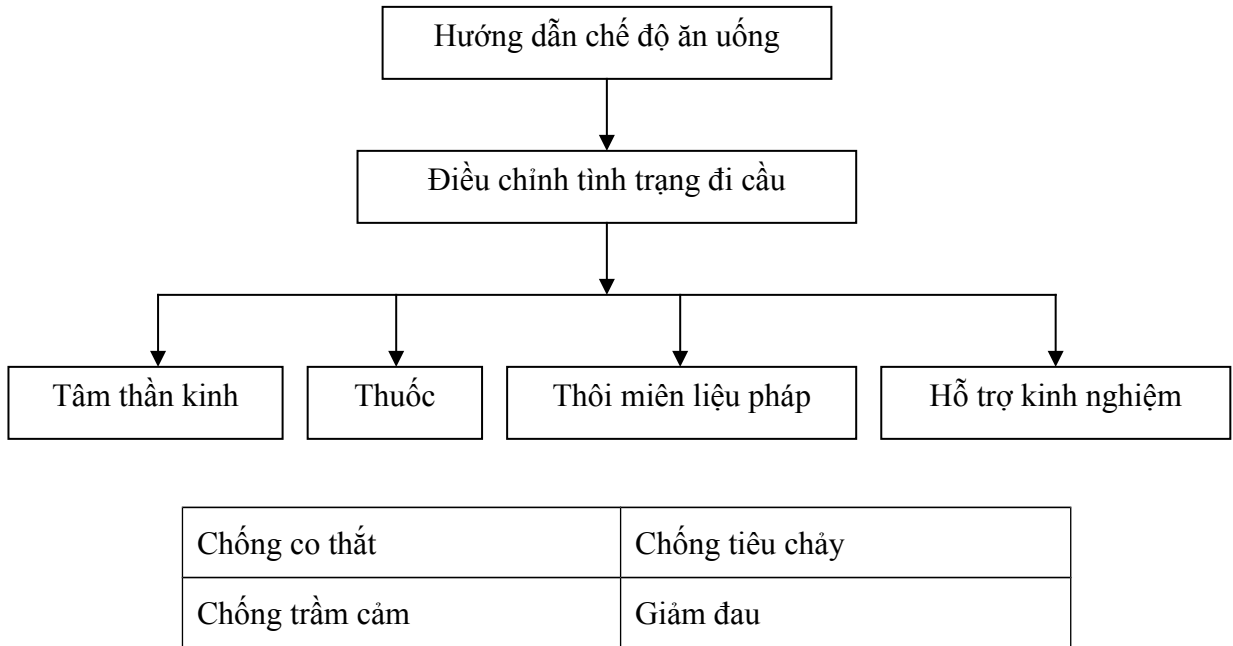 Hướng dẫn chế độ ăn uống
Điều chỉnh tình trạng đi cầu
Tâm thần kinh
Thuốc
Thôi miên liệu pháp
Hỗ trợ kinh nghiệm
Chống co thắt
Chống tiêu chảy
Chống trầm cảm
Giảm đau